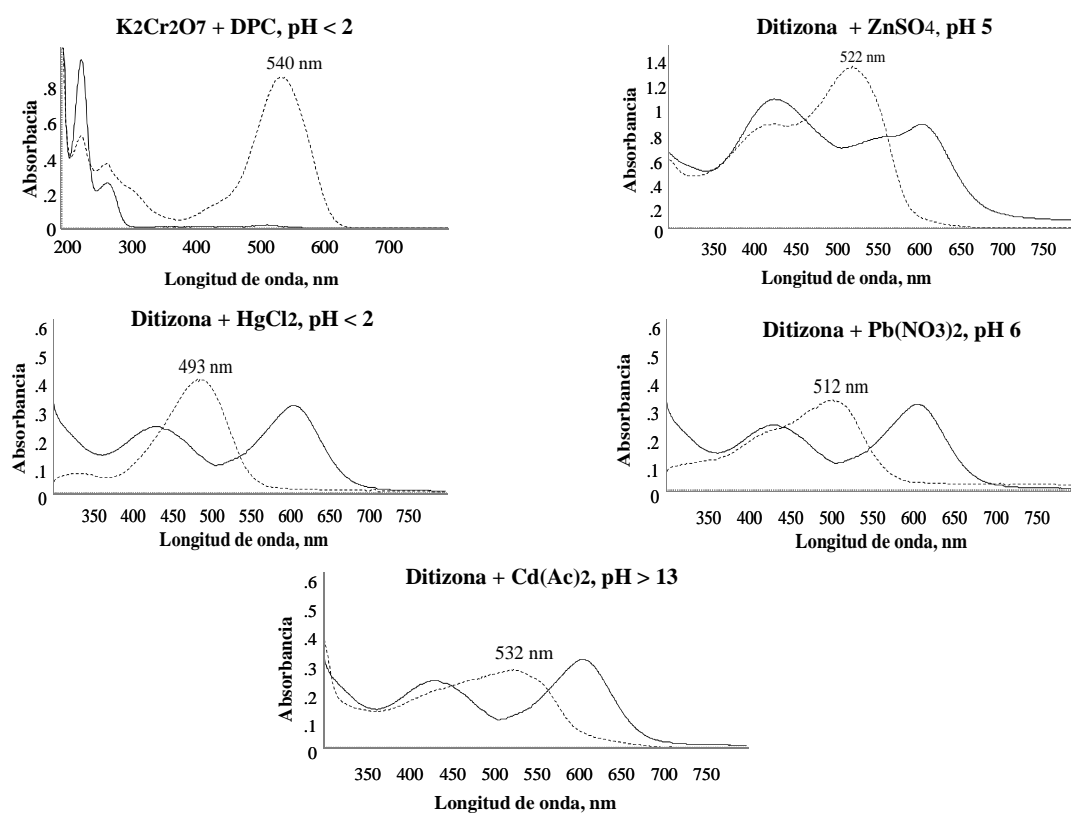 K2Cr2O7 + DPC, pH < 2
540 nm
Absorbacia
.8
.6
.4
.2
0
200 300 400 500 600 700
Longitud de onda, nm
Ditizona + ZnSO4, pH 5
522 nm
Absorbancia
1.4
1.2
1
.8
.6
.4
.2
0
350 400 450 500 550 600 650 700 750
Longitud de onda, nm
Ditizona + HgCl2, pH < 2
493 nm
Absorbancia
.6
.5
.4
.3
.2
.1
0
350 400 450 500 550 600 650 700 750
Longitud de onda, nm
Ditizona + Pb(NO3)2, pH 6
512 nm
Absorbancia
.6
.5
.4
.3
.2
.1
0
350 400 450 500 550 600 650 700 750
Longitud de onda, nm
Ditizona + Cd(Ac)2, pH > 13
532 nm
Absorbancia
.6
.5
.4
.3
.2
.1
0
350 400 450 500 550 600 650 700 750
Longitud de onda, nm